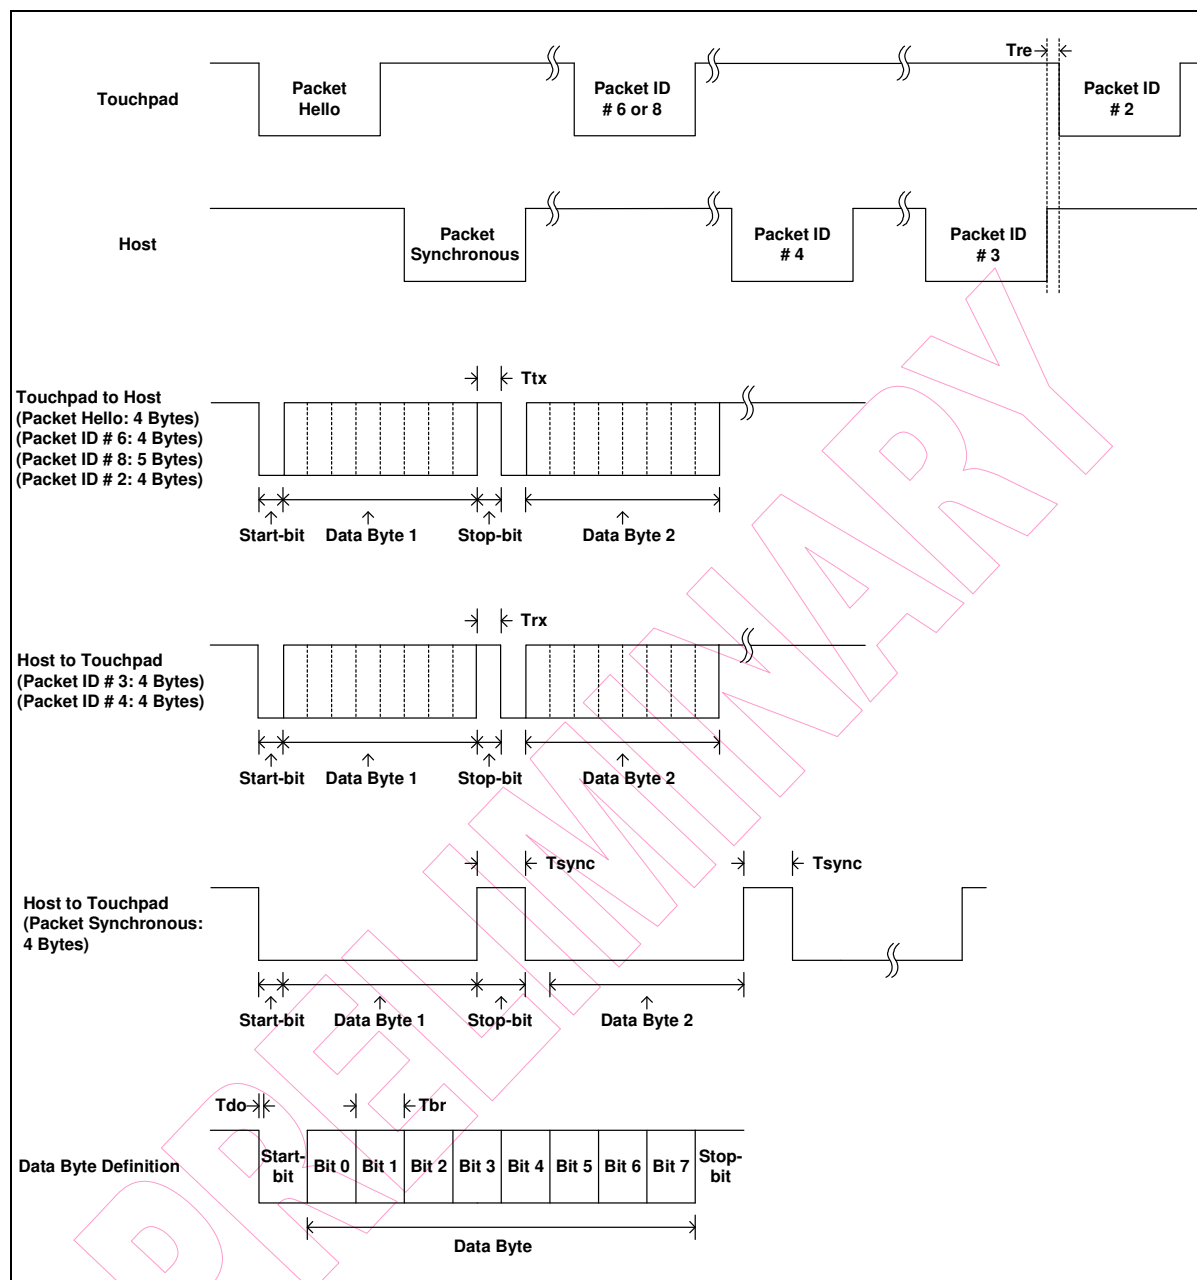 Tre
Touchpad
Packet
Hello
Packet ID
# 6 or 8
Packet ID
# 2
Host
Packet
Synchronous
Packet ID
# 4
Packet ID
# 3
Ttx
Touchpad to Host
(Packet Hello: 4 Bytes)
(Packet ID # 6: 4 Bytes)
(Packet ID # 8: 5 Bytes)
(Packet ID # 2: 4 Bytes)
Start-bit
Data Byte 1
Stop-bit
Data Byte 2
Trx
Host to Touchpad
(Packet ID # 3: 4 Bytes)
(Packet ID # 4: 4 Bytes)
Start-bit
Data Byte 1
Stop-bit
Data Byte 2
Tsync
Tsync
Host to Touchpad
(Packet Synchronous:
4 Bytes)
Start-bit
Data Byte 1
Stop-bit
Data Byte 2
Tdo
Tbr
Data Byte Definition
Start-
bit
Bit 0
Bit 1
Bit 2
Bit 3
Bit 4
Bit 5
Bit 6
Bit 7
Stop-
bit
Data Byte
PRELIMINARY